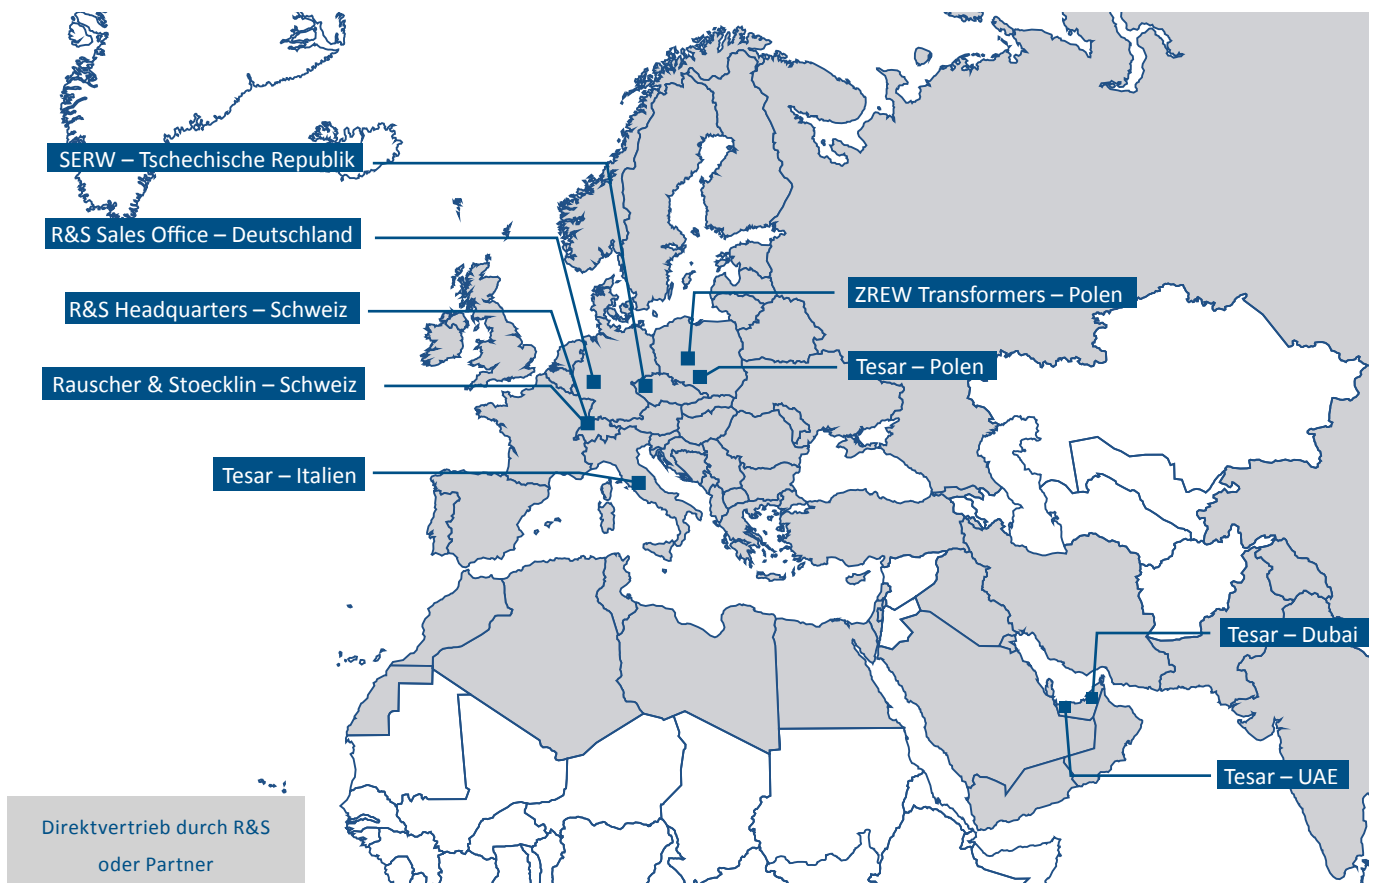 SERW – Tschechische Republik
R&S Sales Office – Deutschland
R&S Headquarters – Schweiz
Rauscher & Stoecklin – Schweiz
Tesar – Italien
ZREW Transformers – Polen
Tesar – Polen
Tesar – Dubai
Tesar – UAE
Direktvertrieb durch R&S
oder Partner